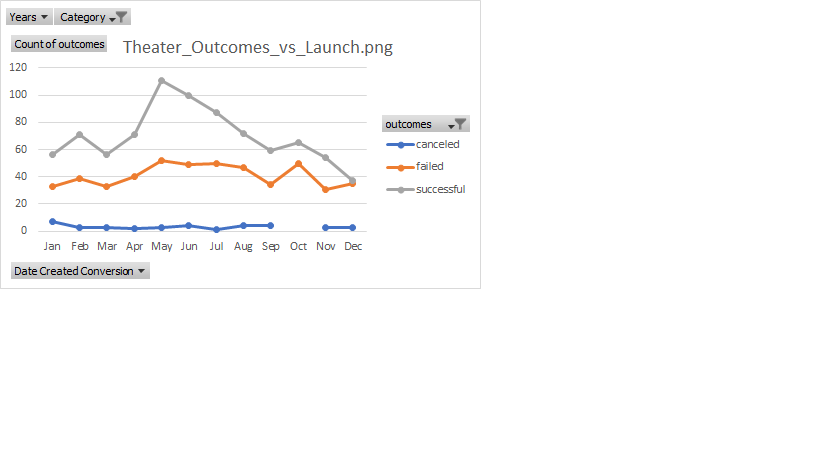 Years Category
Count of outcomes
Theater_Outcomes_vs_Launch.png
120
100
80
60
40
20
0
Jan Feb Mar Apr May Jun Jul Aug Sep Oct Nov Dec
outcomes
canceled
failed
successful
Date Created Conversion